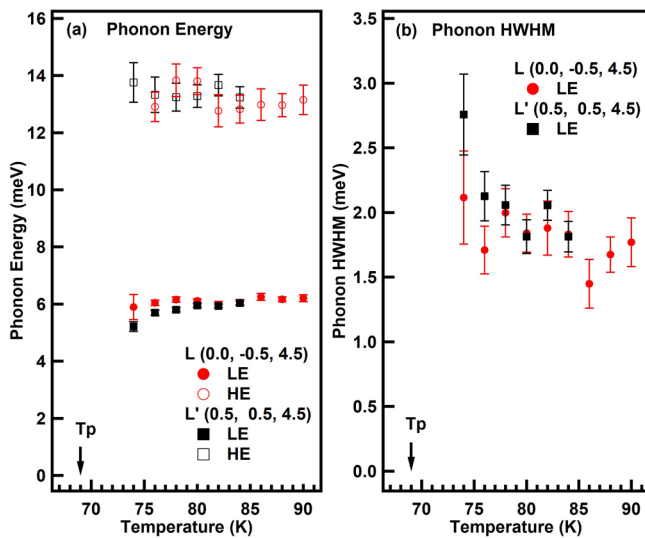 (a) Phonon Energy
16
14
12
10
8
6
4
2
0
Phonon Energy (meV)
L (0.0, -0.5, 4.5)
LE
HE
L' (0.5, 0.5, 4.5)
LE
HE
Tp
70 75 80 85 90
Temperature (K)
(b) Phonon HWHM
3.5
3.0
2.5
2.0
1.5
1.0
0.5
0.0
Phonon HWHM (meV)
L (0.0, -0.5, 4.5)
LE
L' (0.5, 0.5, 4.5)
LE
Tp
70 75 80 85 90
Temperature (K)